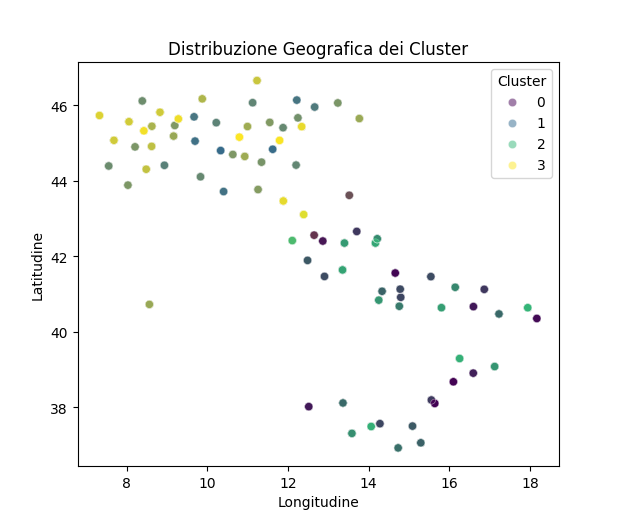 Distribuzione Geografica dei Cluster
Cluster
0
1
2
3
46
44
42
40
38
Latitudine
8 10 12 14 16 18
Longitudine